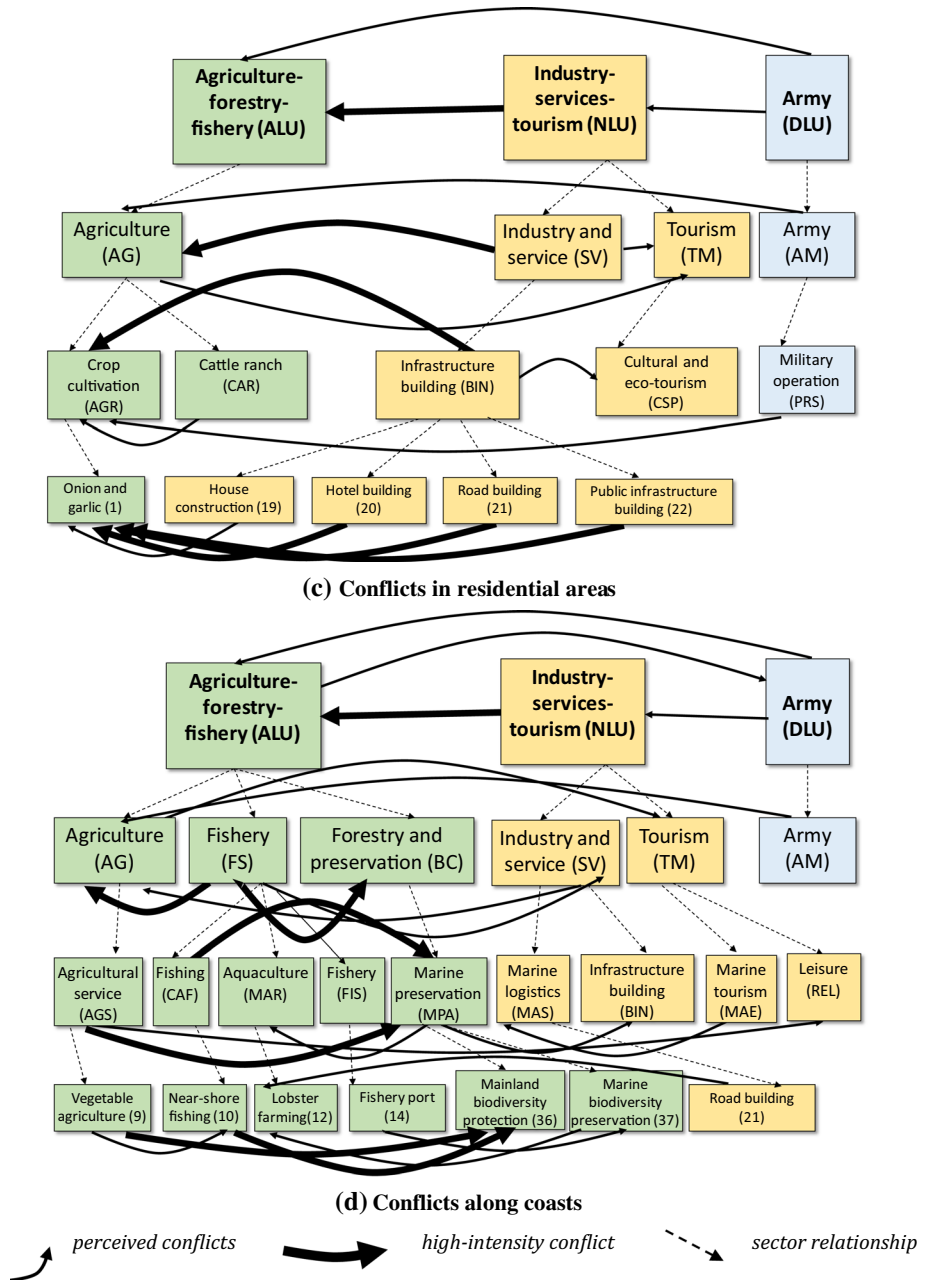 Agriculture-
forestry-
fishery (ALU)
Industry-
services-
tourism (NLU)
Army
(DLU)
Agriculture
(AG)
Industry and
service (SV)
Tourism
(TM)
Army
(AM)
Crop
cultivation
(AGR)
Cattle ranch
(CAR)
Infrastructure
building (BIN)
Cultural and
eco-tourism
(CSP)
Military
operation
(PRS)
Onion and
garlic (1)
House
construction (19)
Hotel building
(20)
Road building
(21)
Public infrastructure
building (22)
(c) Conflicts in residential areas
Agriculture-
forestry-
fishery (ALU)
Industry-
services-
tourism (NLU)
Army
(DLU)
Agriculture
(AG)
Fishery
(FS)
Forestry and
preservation (BC)
Industry and
service (SV)
Tourism
(TM)
Army
(AM)
Agricultural
service
(AGS)
Fishing
(CAF)
Aquaculture
(MAR)
Fishery
(FIS)
Marine
preservation
(MPA)
Marine
logistics
(MAS)
Infrastructure
building
(BIN)
Marine
tourism
(MAE)
Leisure
(REL)
Vegetable
agriculture (9)
Near-shore
fishing (10)
Lobster
farming(12)
Fishery port
(14)
Mainland
biodiversity
protection (36)
Marine
biodiversity
preservation (37)
Road building
(21)
(d) Conflicts along coasts
perceived conflicts
high-intensity conflict
sector relationship